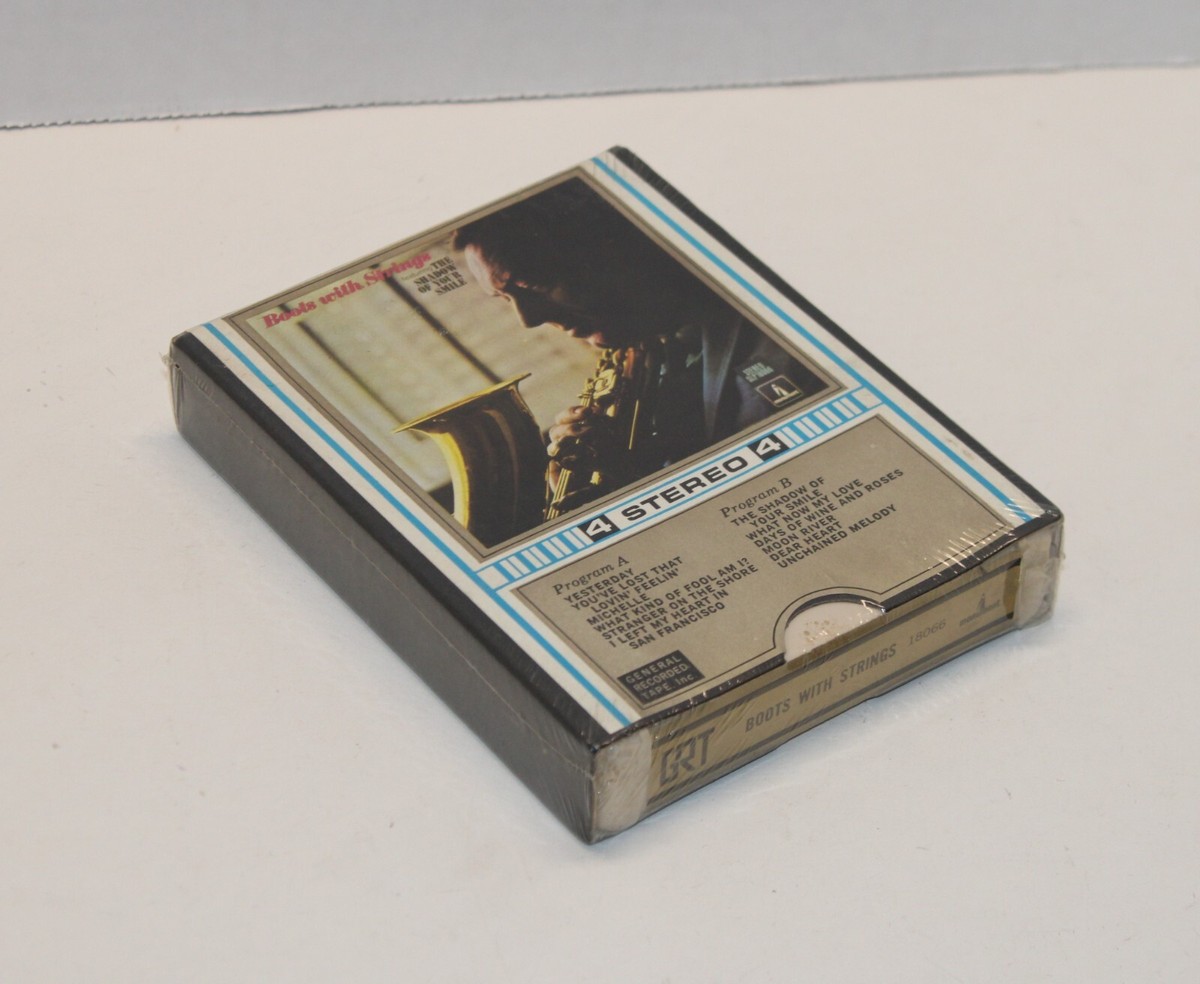 Boots with Strings
THE
SHADOW
OF YOUR
SMILE
4 STEREO 4
Program A
YESTERDAY
YOU'VE LOST THAT
LOVIN' FEELIN'
MICHELLE
WHAT KIND OF FOOL AM I?
STRANGER ON THE SHORE
I LEFT MY HEART IN
SAN FRANCISCO
Program B
THE SHADOW OF
YOUR SMILE
WHAT NOW MY LOVE
DAYS OF WINE AND ROSES
MOON RIVER
DEAR HEART
UNCHAINED MELODY
GENERAL
RECORDED
TAPE, Inc
GRT BOOTS WITH STRINGS 18066